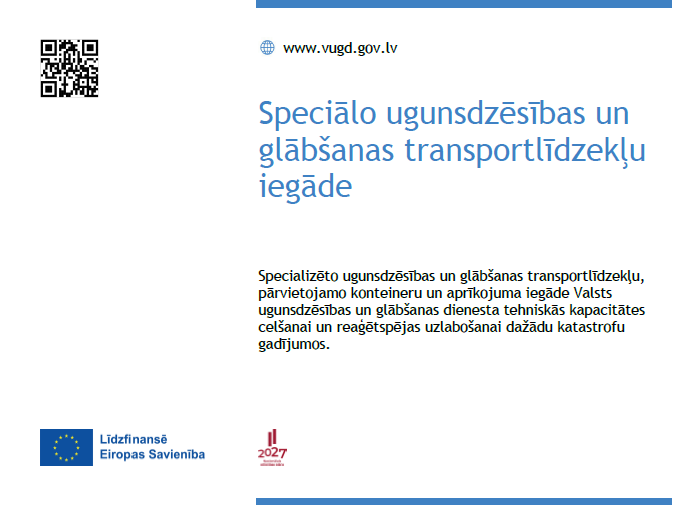 www.vugd.gov.lv
Speciālo ugunsdzēsības un
glābšanas transportlīdzekļu
iegāde
Specializēto ugunsdzēsības un glābšanas transportlīdzekļu,
pārvietojamo konteineru un aprīkojuma iegāde Valsts
ugunsdzēsības un glābšanas dienesta tehniskās kapacitātes
celšanai un reaģētspējas uzlabošanai dažādu katastrofu
gadījumos.
Līdzfinansē
Eiropas Savienība
2027